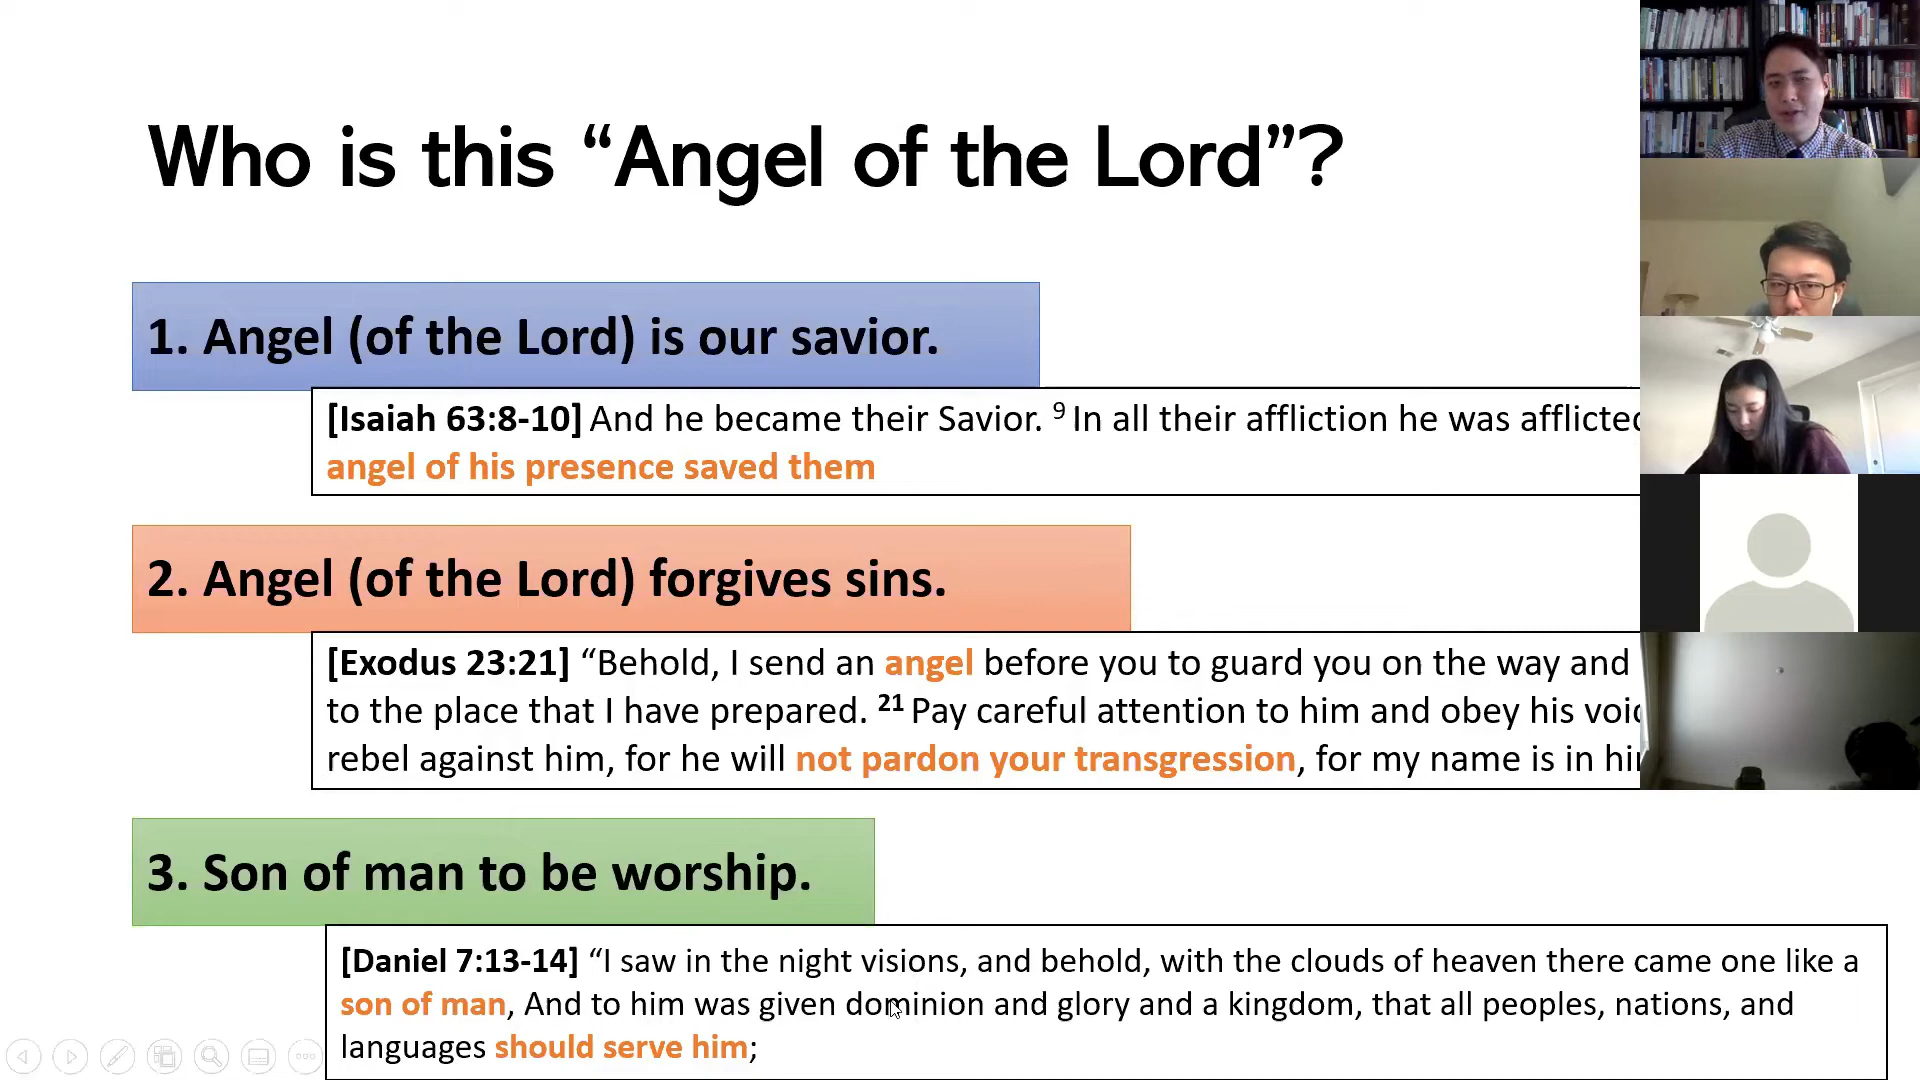 Who is this “Angel of the Lord”?
1. Angel (of the Lord) is our savior.
[Isaiah 63:8-10] And he became their Savior. 9 In all their affliction he was afflicted
angel of his presence saved them
2. Angel (of the Lord) forgives sins.
[Exodus 23:21] “Behold, I send an angel before you to guard you on the way and
to the place that I have prepared. 21 Pay careful attention to him and obey his
rebel against him, for he will not pardon your transgression, for my name is in
3. Son of man to be worship.
[Daniel 7:13-14] “I saw in the night visions, and behold, with the clouds of heaven there came one like a
son of man, And to him was given dominion and glory and a kingdom, that all peoples, nations, and
languages should serve him;